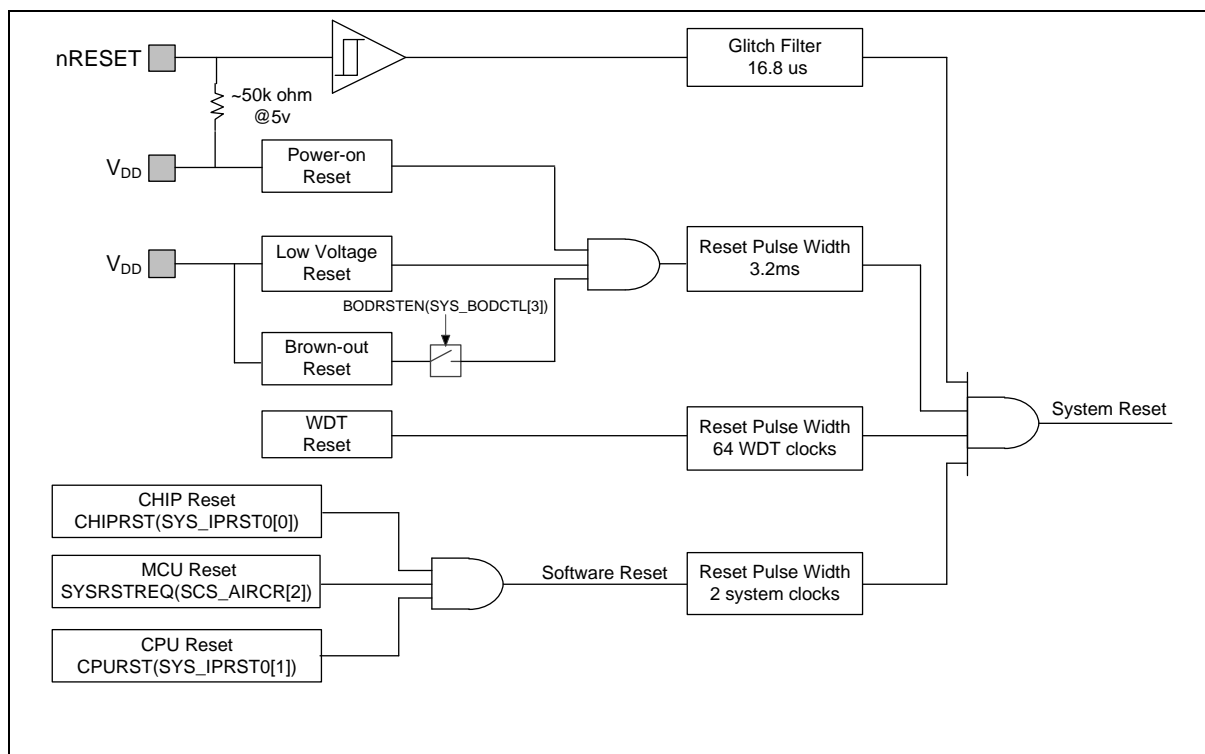 nRESET
~50k ohm
@5v
Glitch Filter
16.8 us
VDD
Power-on
Reset
VDD
Low Voltage
Reset
Reset Pulse Width
3.2ms
BODRSTEN(SYS_BODCTL[3])
Brown-out
Reset
WDT
Reset
Reset Pulse Width
64 WDT clocks
System Reset
CHIP Reset
CHIPRST(SYS_IPRST0[0])
MCU Reset
SYSRSTREQ(SCS_AIRCR[2])
Software Reset
Reset Pulse Width
2 system clocks
CPU Reset
CPURST(SYS_IPRST0[1])